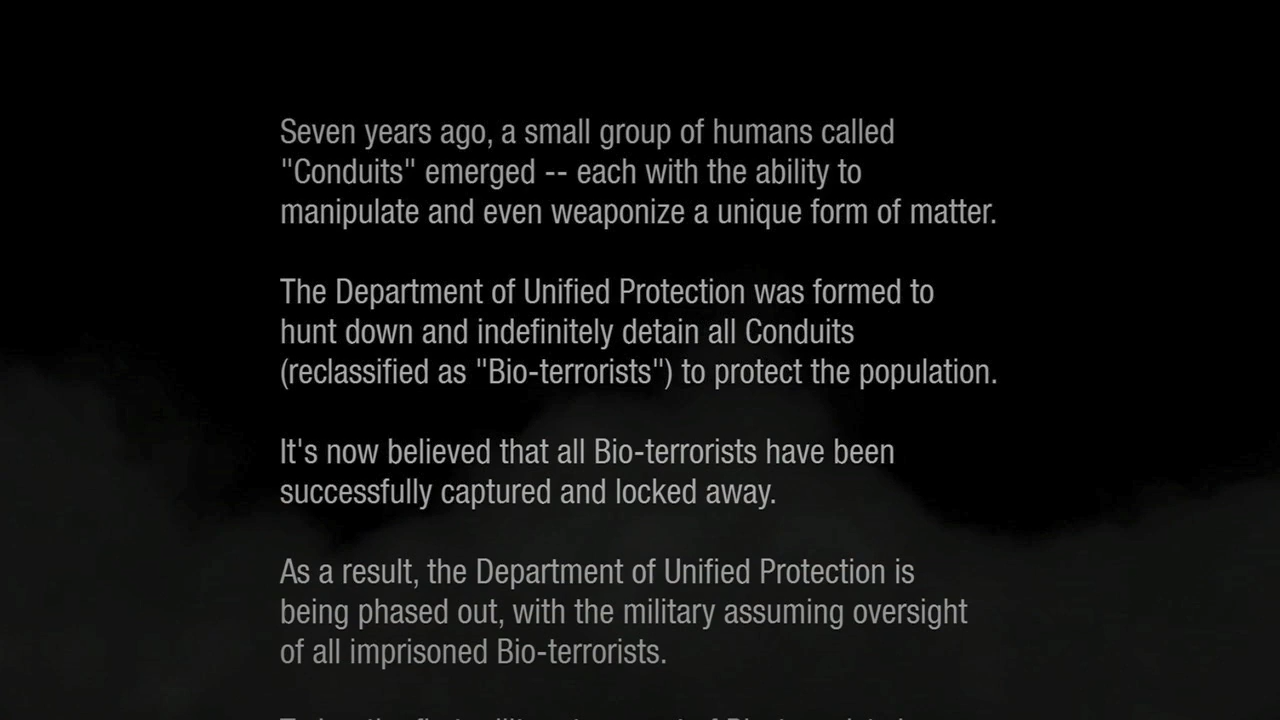 Seven years ago, a small group of humans called
"Conduits" emerged -- each with the ability to
manipulate and even weaponize a unique form of matter.
The Department of Unified Protection was formed to
hunt down and indefinitely detain all Conduits
(reclassified as "Bio-terrorists") to protect the population.
It's now believed that all Bio-terrorists have been
successfully captured and locked away.
As a result, the Department of Unified Protection is
being phased out, with the military assuming oversight
of all imprisoned Bio-terrorists.